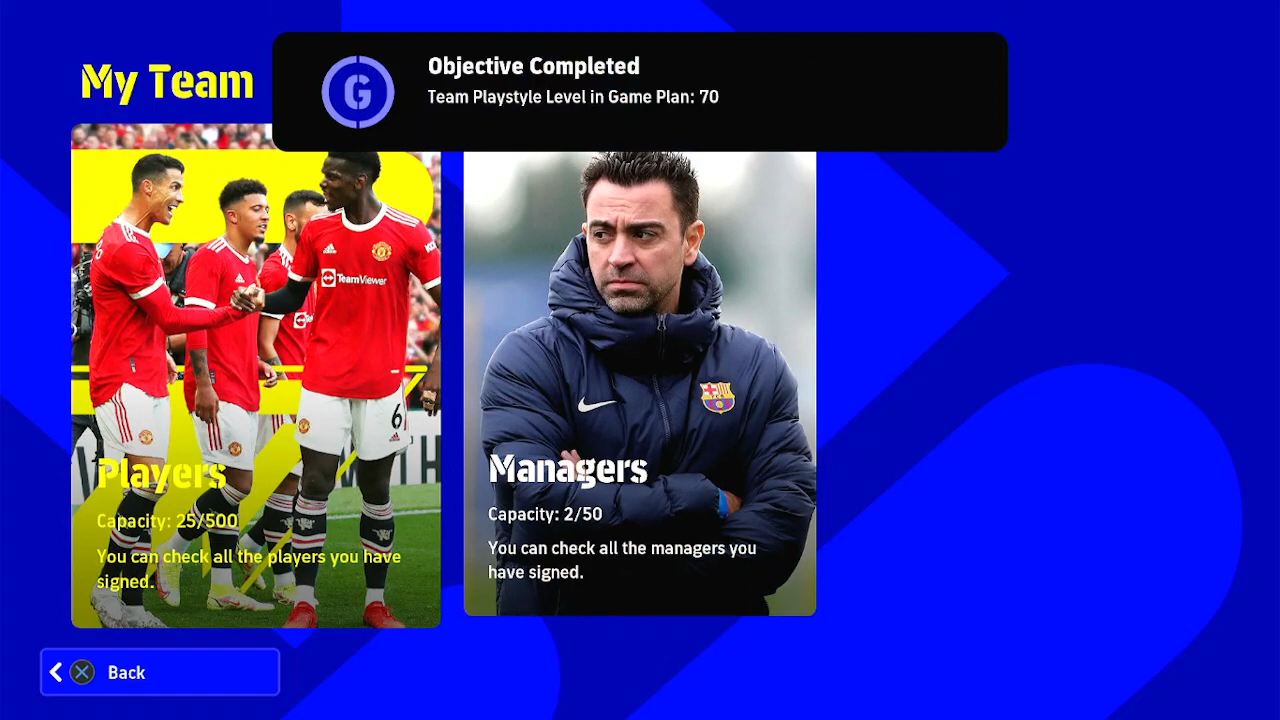 My Team
G
Objective Completed
Team Playstyle Level in Game Plan: 70
TeamViewer
6
Players
Capacity: 25/500
You can check all the players you have
signed.
Managers
Capacity: 2/50
You can check all the managers you
have signed.
Back